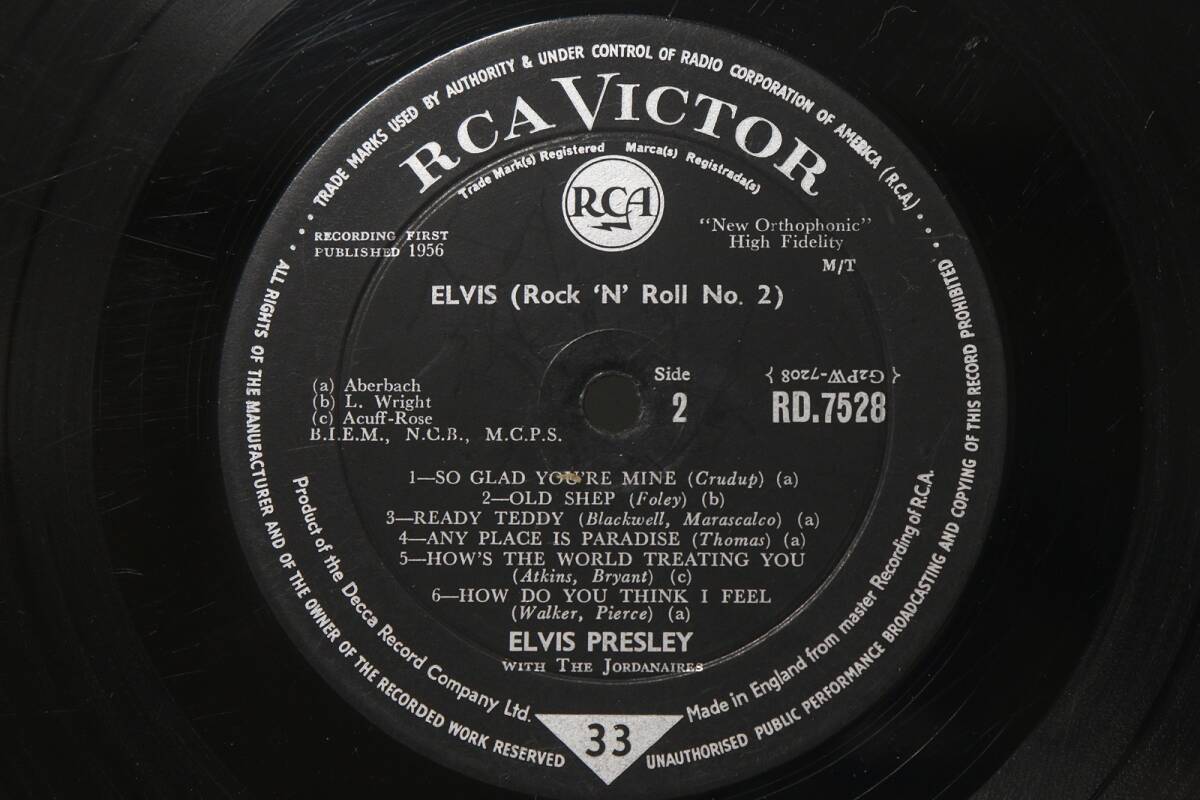 TRADE MARKS USED BY AUTHORITY & UNDER CONTROL OF RADIO CORPORATION OF AMERICA (R.C.A.)
RCA VICTOR
Trade Mark(s) Registered Marca(s) Registrada(s)
RCA
RECORDING FIRST
PUBLISHED 1956
“New Orthophonic”
High Fidelity
M/T
ELVIS (Rock ‘N’ Roll No. 2)
(a) Aberbach
(b) L. Wright
(c) Acuff-Rose
B.I.E.M., N.C.B., M.C.P.S.
Side
2
{ G2PW-7208 }
RD.7528
1—SO GLAD YOU'RE MINE (Crudup) (a)
2—OLD SHEP (Foley) (b)
3—READY TEDDY (Blackwell, Marascalco) (a)
4—ANY PLACE IS PARADISE (Thomas) (a)
5—HOW'S THE WORLD TREATING YOU
(Atkins, Bryant) (c)
6—HOW DO YOU THINK I FEEL
(Walker, Pierce) (a)
ELVIS PRESLEY
WITH THE JORDANAIRES
Product of the Decca Record Company Ltd.
33
Made in England from master Recording of R.C.A.
ALL RIGHTS OF THE MANUFACTURER AND OF THE OWNER OF THE RECORDED WORK RESERVED
UNAUTHORISED PUBLIC PERFORMANCE BROADCASTING AND COPYING OF THIS RECORD PROHIBITED